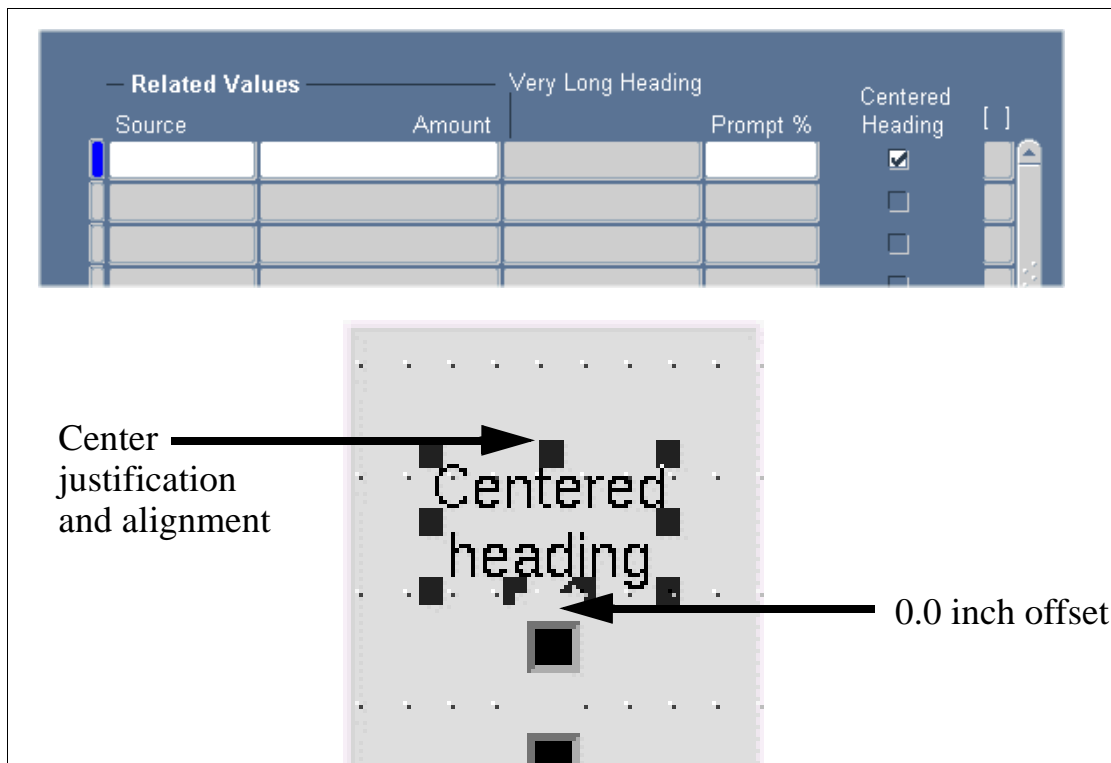 Related Values
Very Long Heading
Centered
Heading
Source
Amount
Prompt %
[ ]
Center
justification
and alignment
Centered
heading
0.0 inch offset